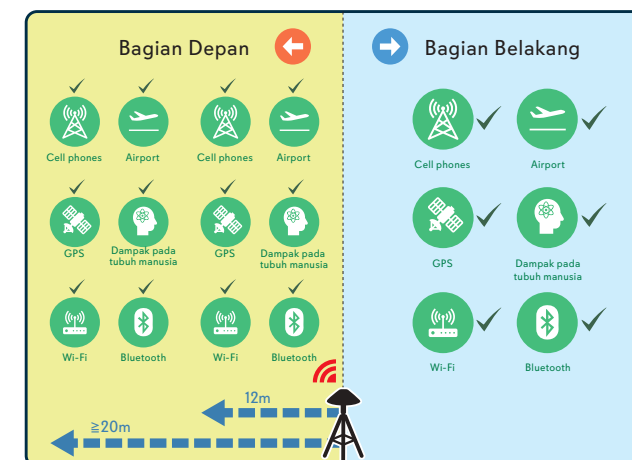 Bagian Depan
Bagian Belakang
Cell phones
Airport
Cell phones
Airport
Cell phones
Airport
GPS
Dampak pada
tubuh manusia
GPS
Dampak pada
tubuh manusia
GPS
Dampak pada
tubuh manusia
Wi-Fi
Bluetooth
Wi-Fi
Bluetooth
Wi-Fi
Bluetooth
12m
≧20m